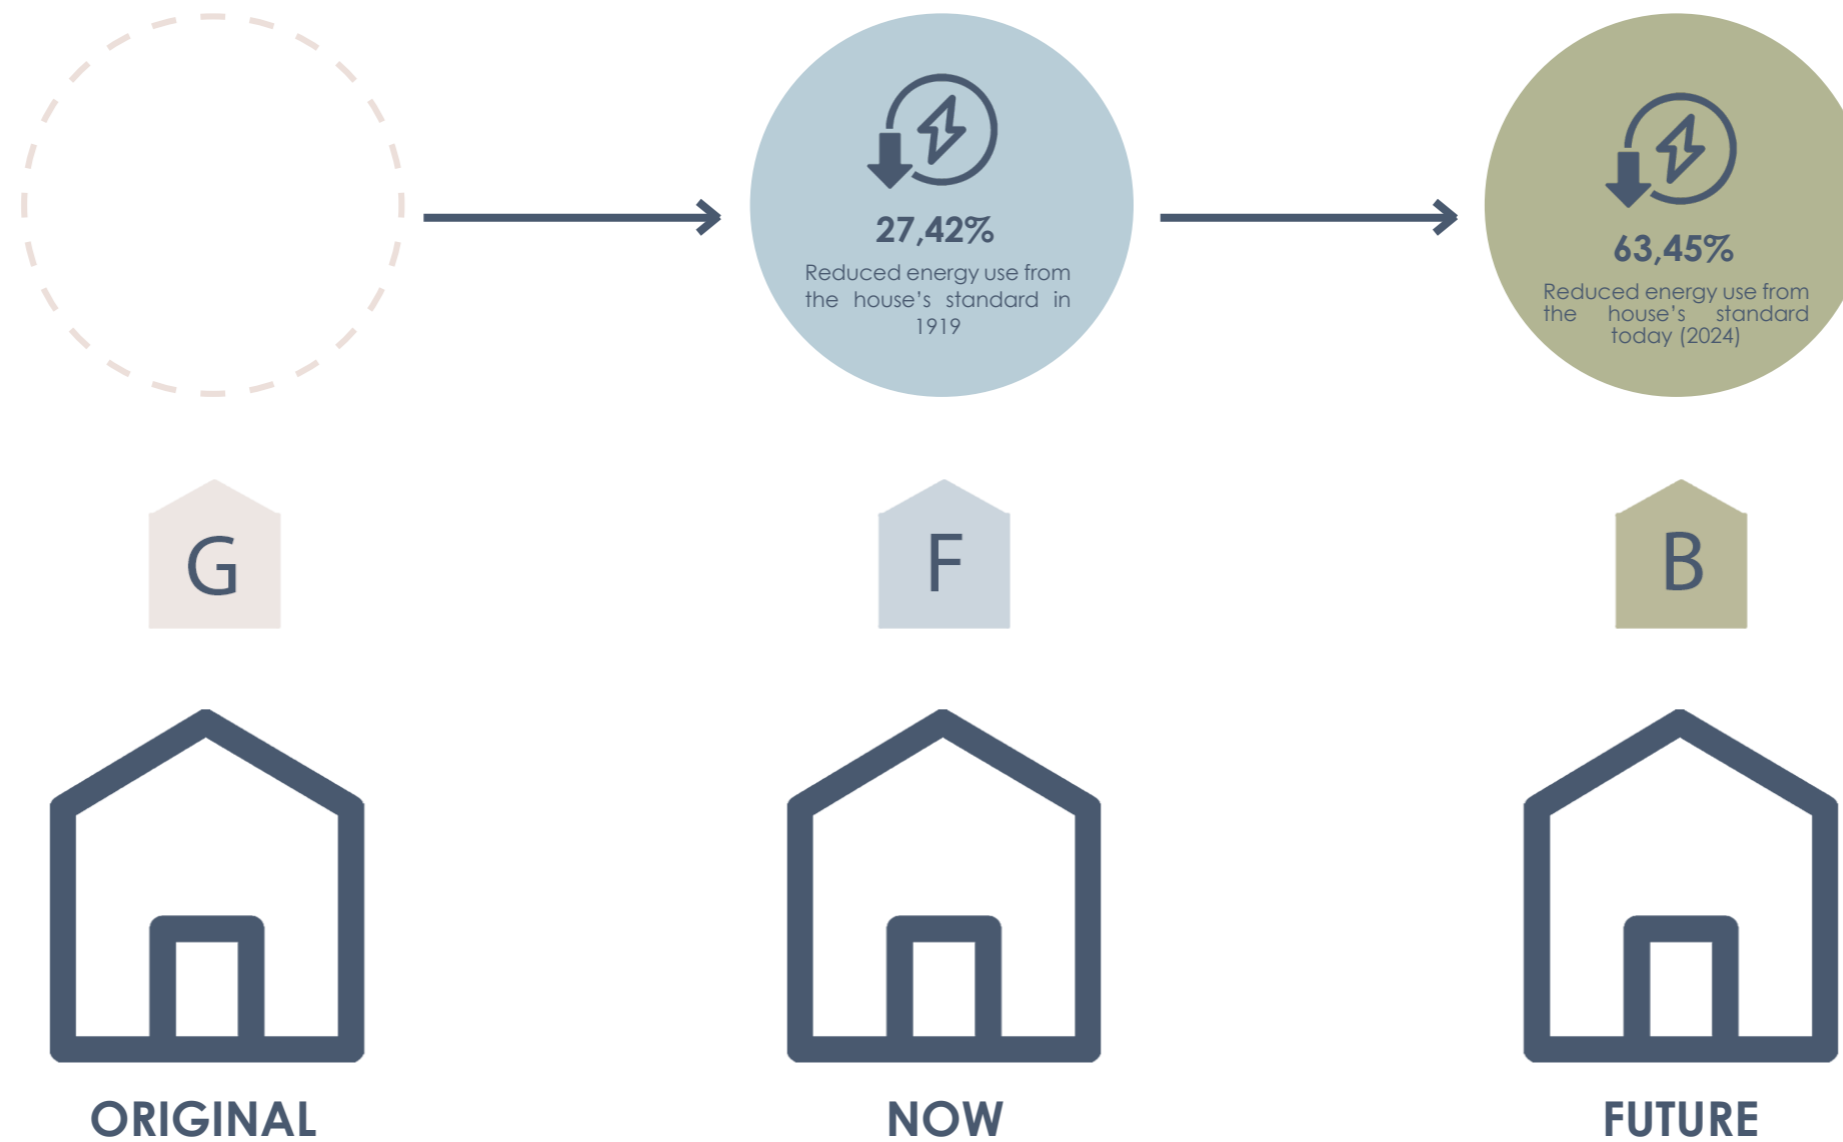 27,42%
Reduced energy use from
the house's standard in
1919
63,45%
Reduced energy use from
the house's standard
today (2024)
G
F
B
ORIGINAL
NOW
FUTURE